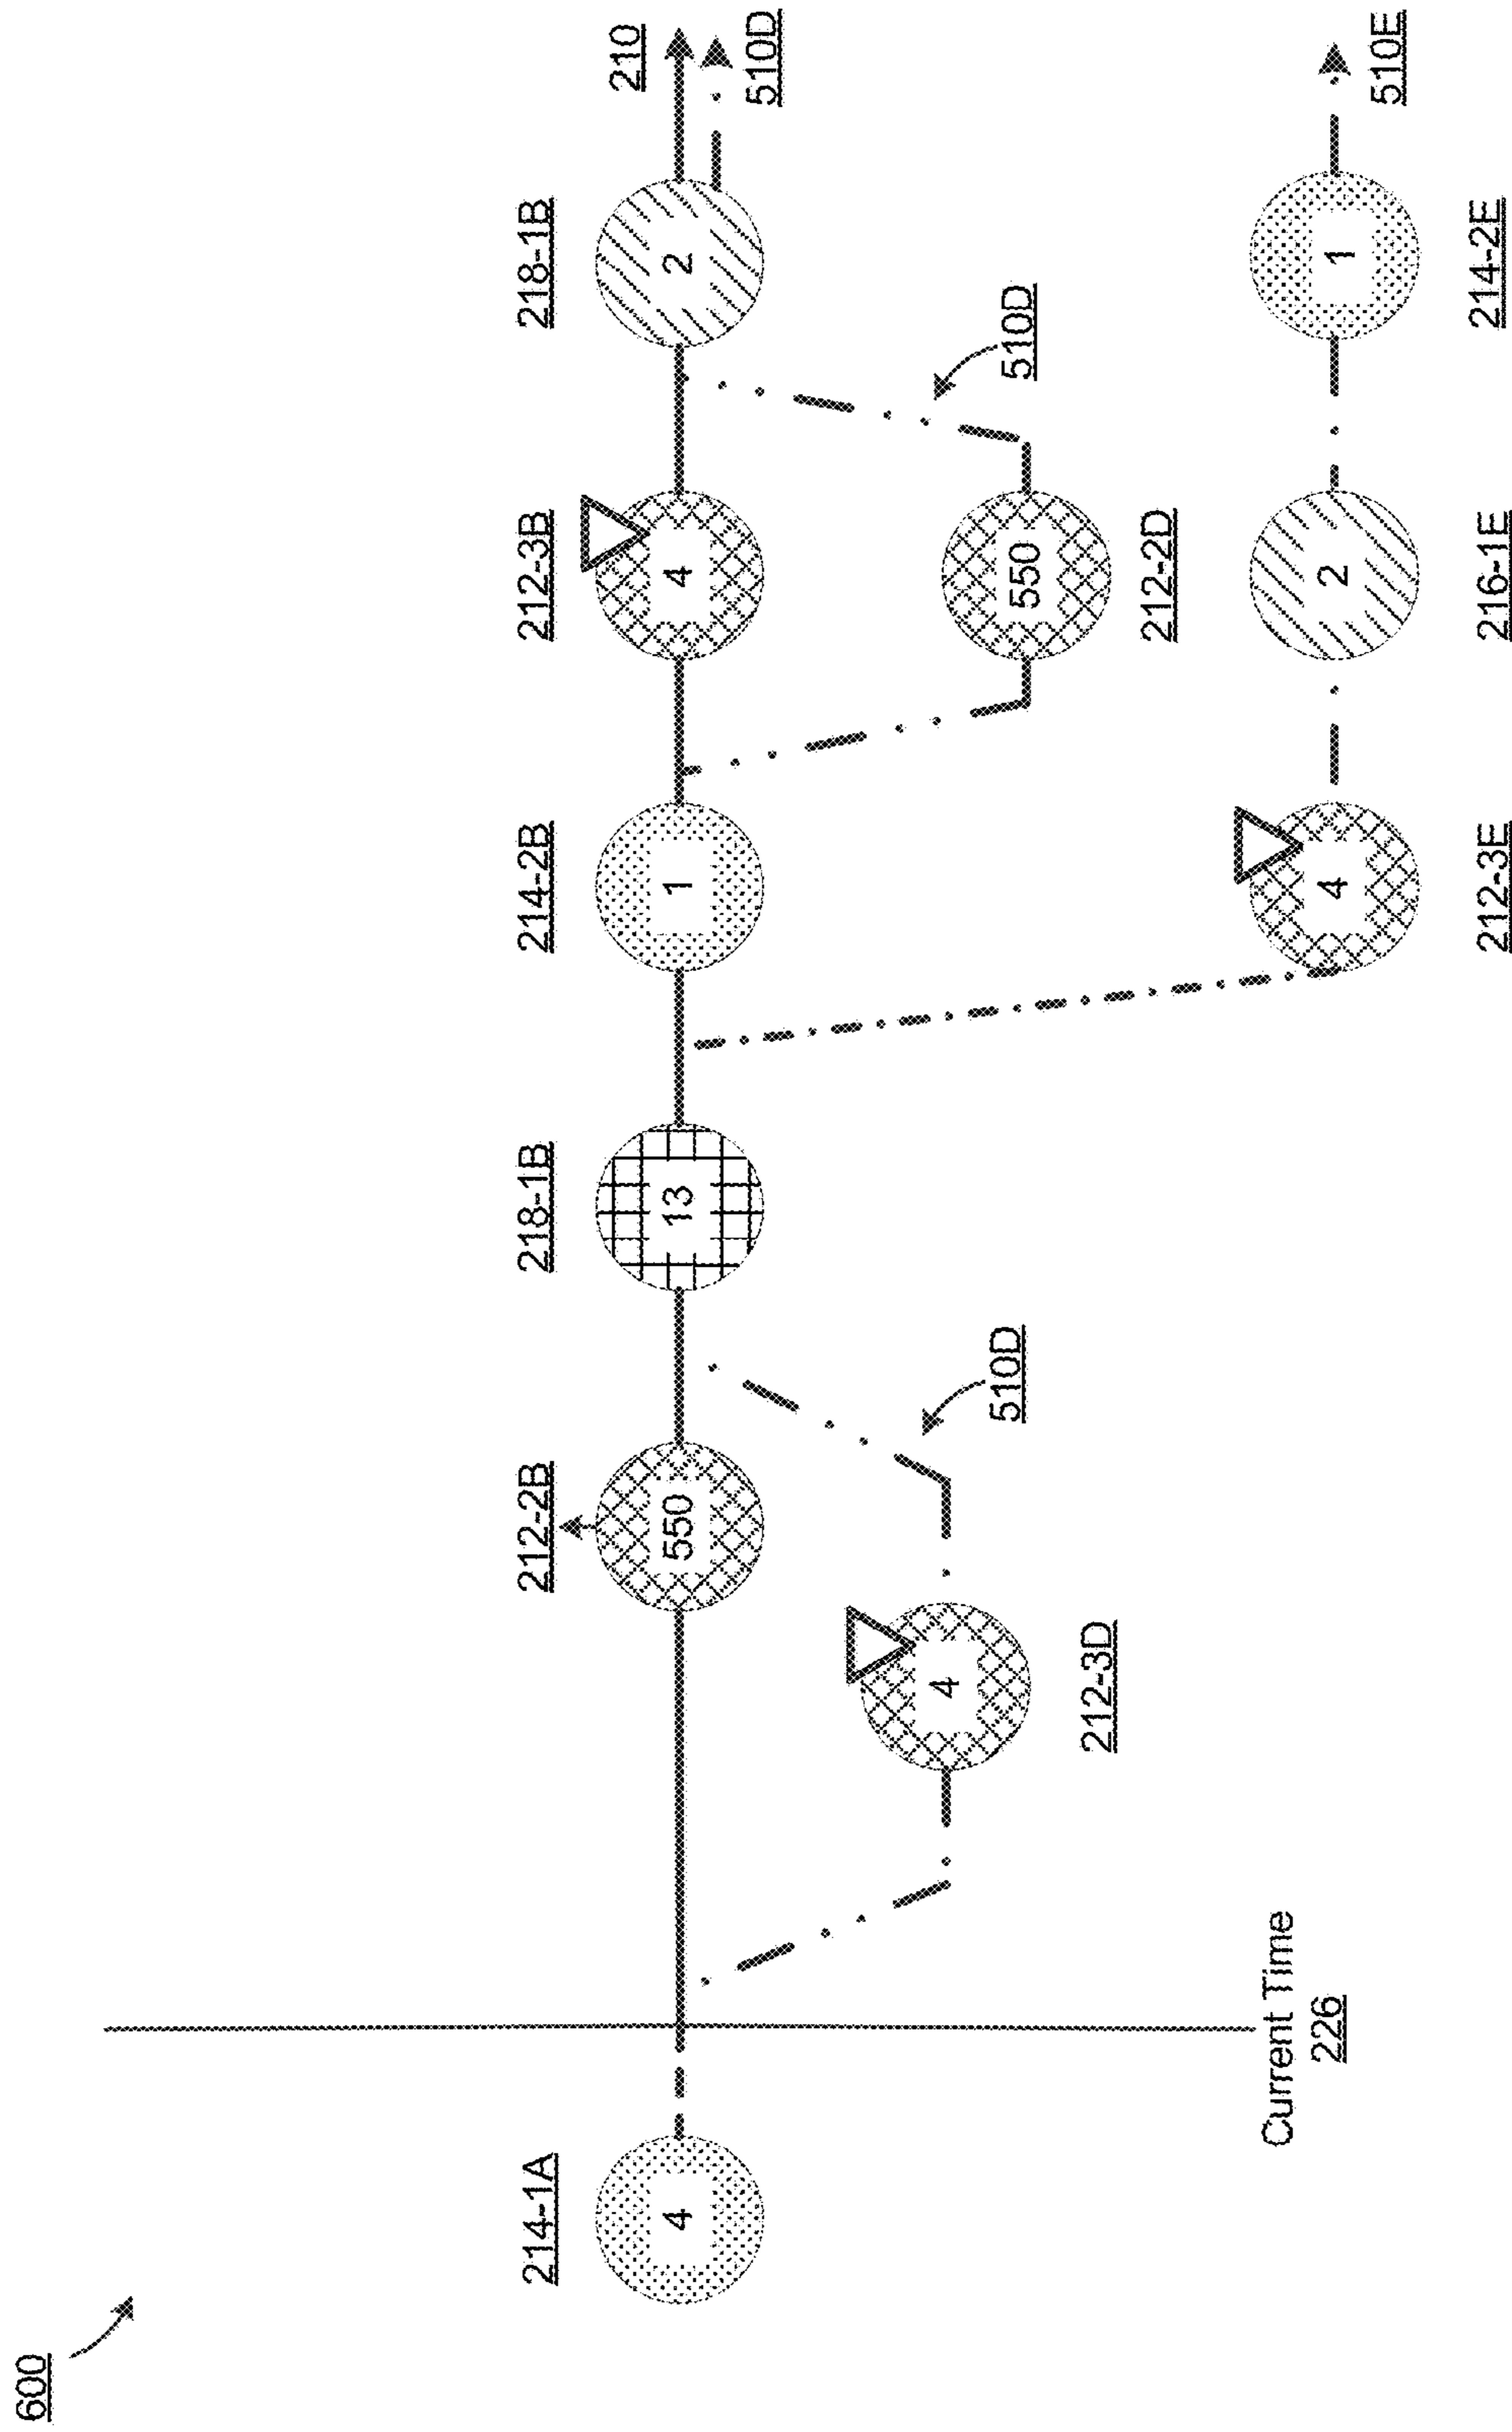 600
214-1A
212-2B
218-1B
214-2B
212-3B
218-1B
210
4
550
13
1
4
2
510D
4
510D
550
510D
212-3D
212-2D
Current Time
226
4
2
1
510E
212-3E
216-1E
214-2E